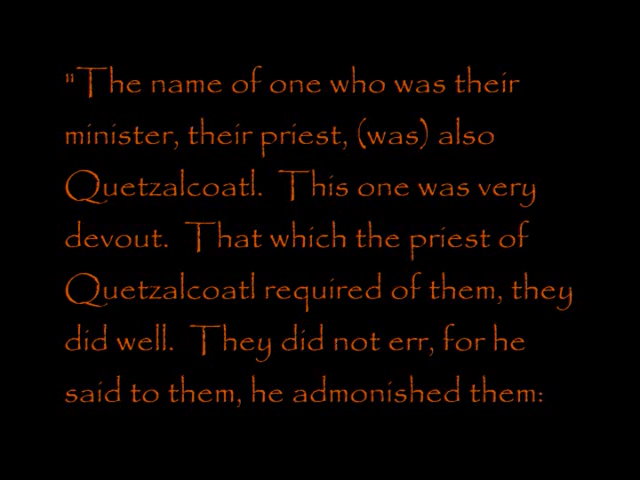 "The name of one who was their
minister, their priest, (was) also
Quetzalcoatl.  This one was very
devout.  That which the priest of
Quetzalcoatl required of them, they
did well.  They did not err, for he
said to them, he admonished them: